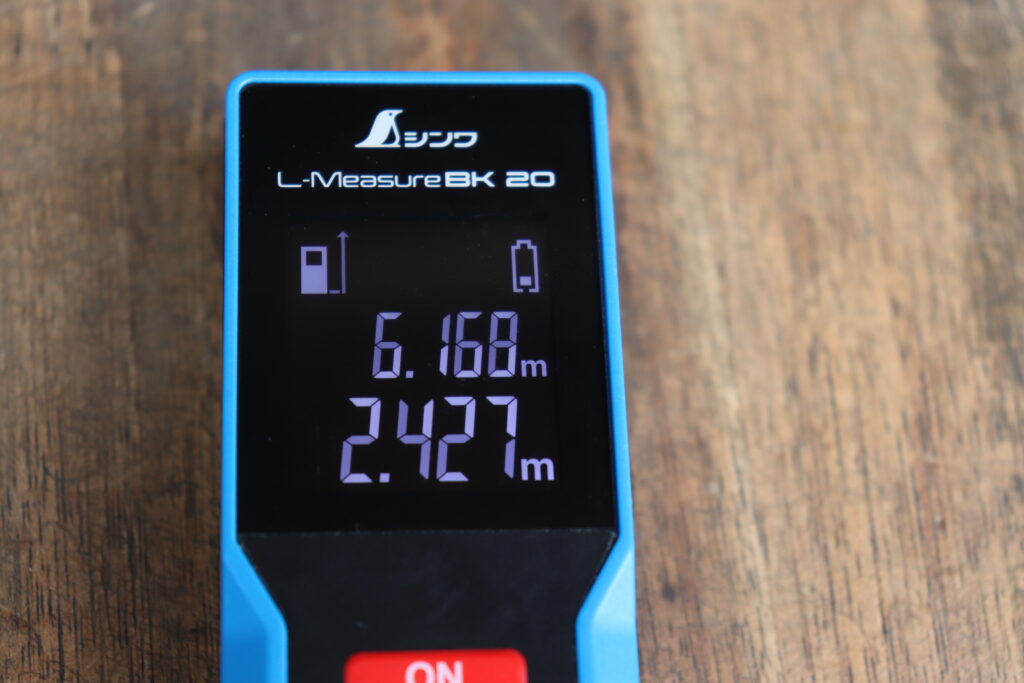 シンワ
L-Measure BK 20
6.168m
2.427m
ON